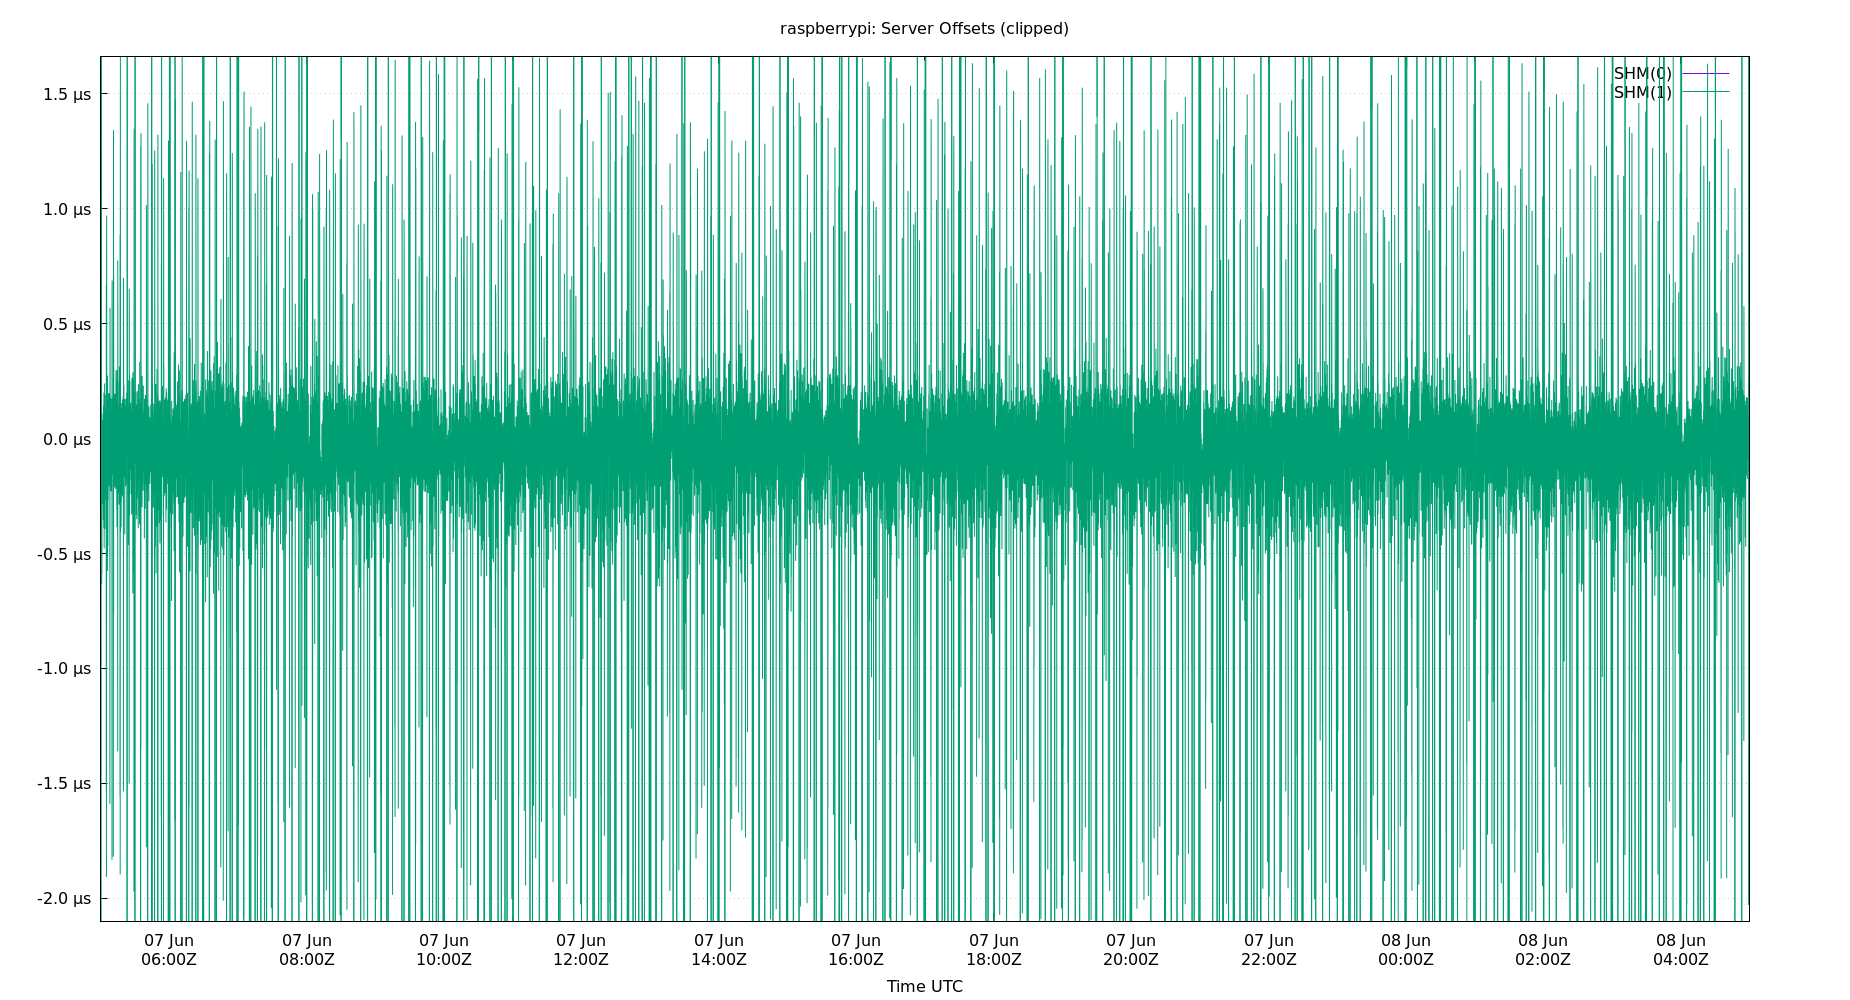 raspberrypi: Server Offsets (clipped)
SHM(0)
SHM(1)
1.5 µs
1.0 µs
0.5 µs
0.0 µs
-0.5 µs
-1.0 µs
-1.5 µs
-2.0 µs
07 Jun 07 Jun 07 Jun 07 Jun 07 Jun 07 Jun 07 Jun 07 Jun 07 Jun 08 Jun 08 Jun 08 Jun
06:00Z 08:00Z 10:00Z 12:00Z 14:00Z 16:00Z 18:00Z 20:00Z 22:00Z 00:00Z 02:00Z 04:00Z
Time UTC